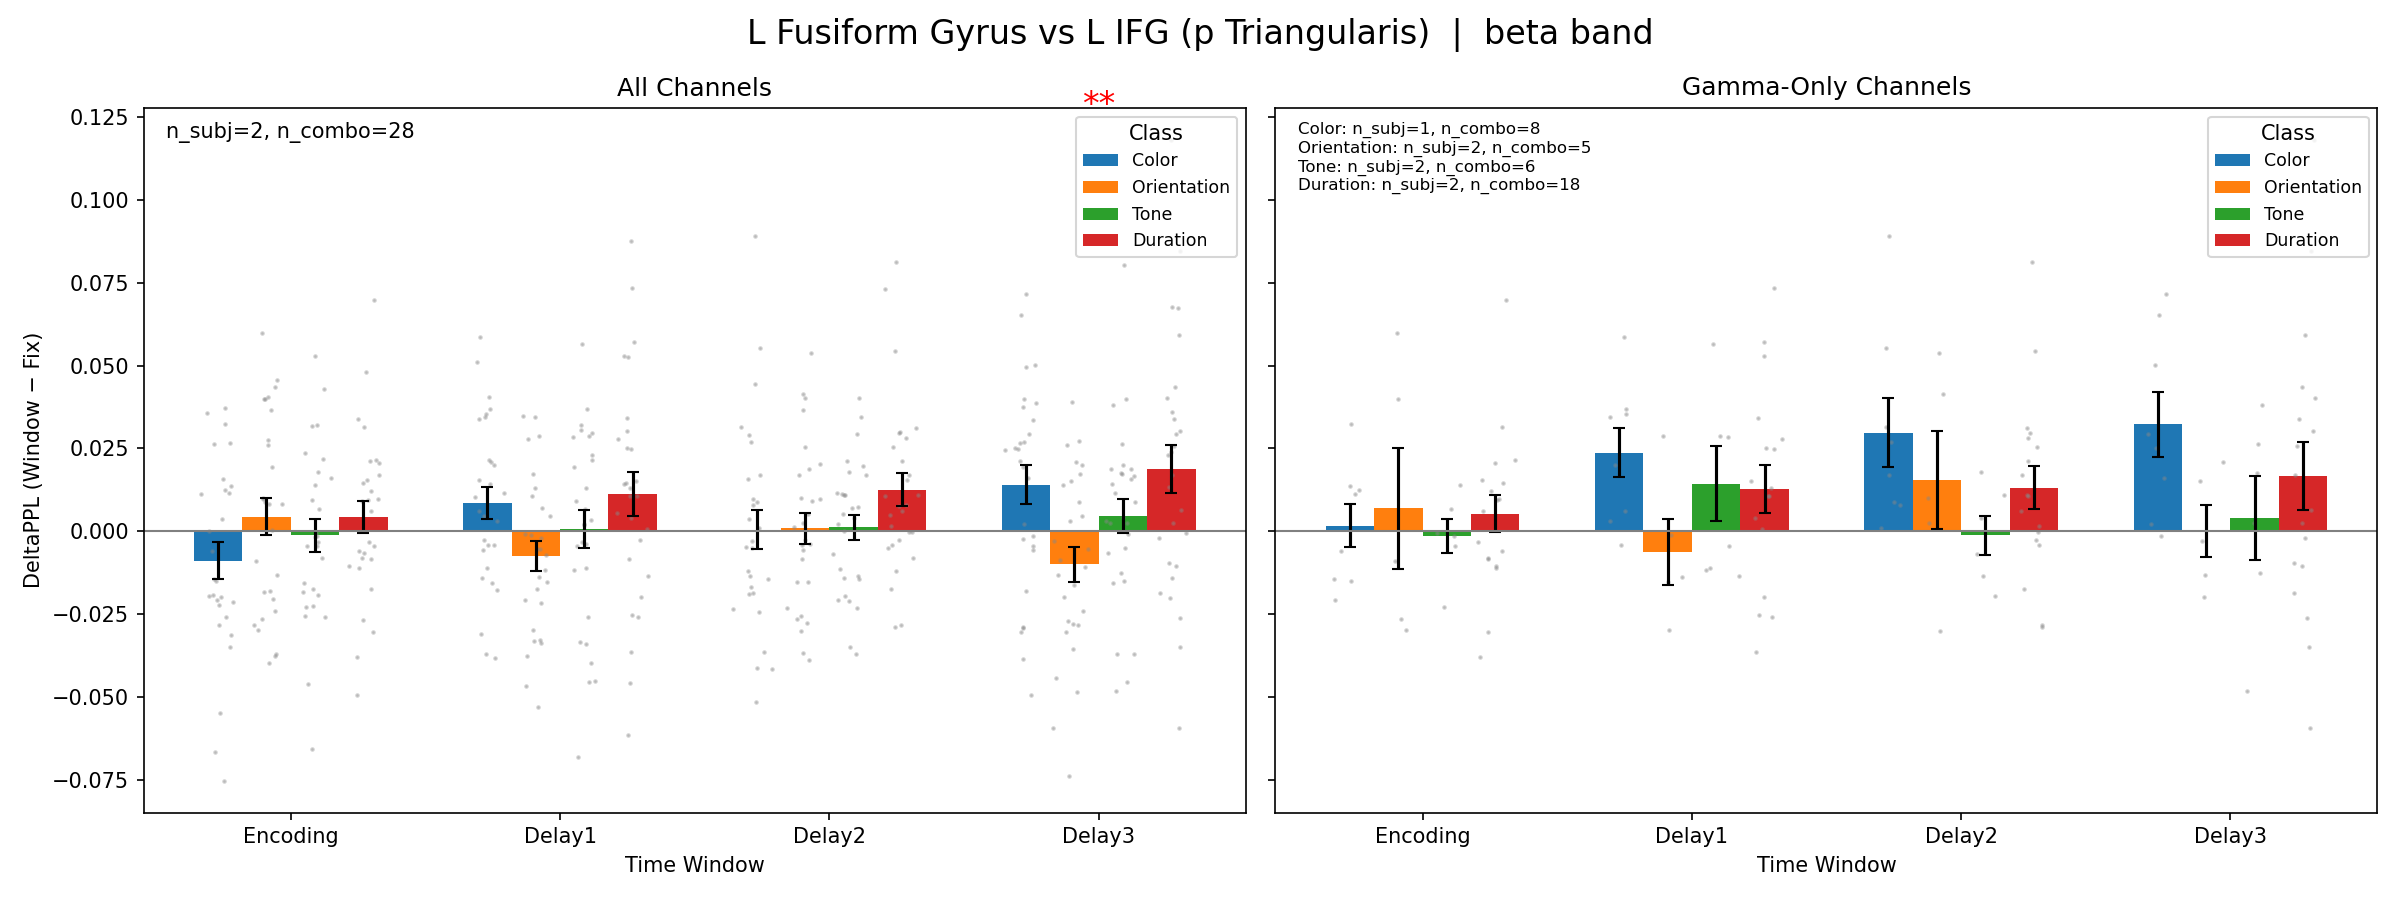 L Fusiform Gyrus vs L IFG (p Triangularis)  |  beta band
All Channels
**
n_subj=2, n_combo=28
Class
Color
Orientation
Tone
Duration
DeltaPPL (Window − Fix)
0.125
0.100
0.075
0.050
0.025
0.000
−0.025
−0.050
−0.075
Encoding
Delay1
Delay2
Delay3
Time Window
Gamma-Only Channels
Color: n_subj=1, n_combo=8
Orientation: n_subj=2, n_combo=5
Tone: n_subj=2, n_combo=6
Duration: n_subj=2, n_combo=18
Class
Color
Orientation
Tone
Duration
Encoding
Delay1
Delay2
Delay3
Time Window